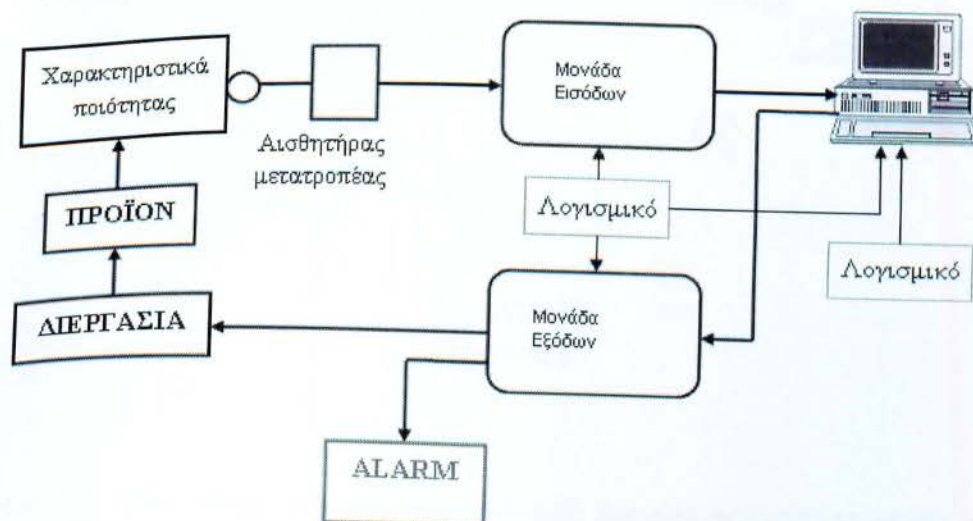 Χαρακτηριστικά
ποιότητας
Αισθητήρας
μετατροπέας
Μονάδα
Εισόδων
ΠΡΟΪΟΝ
Λογισμικό
Λογισμικό
ΔΙΕΡΓΑΣΙΑ
Μονάδα
Εξόδων
ALARM